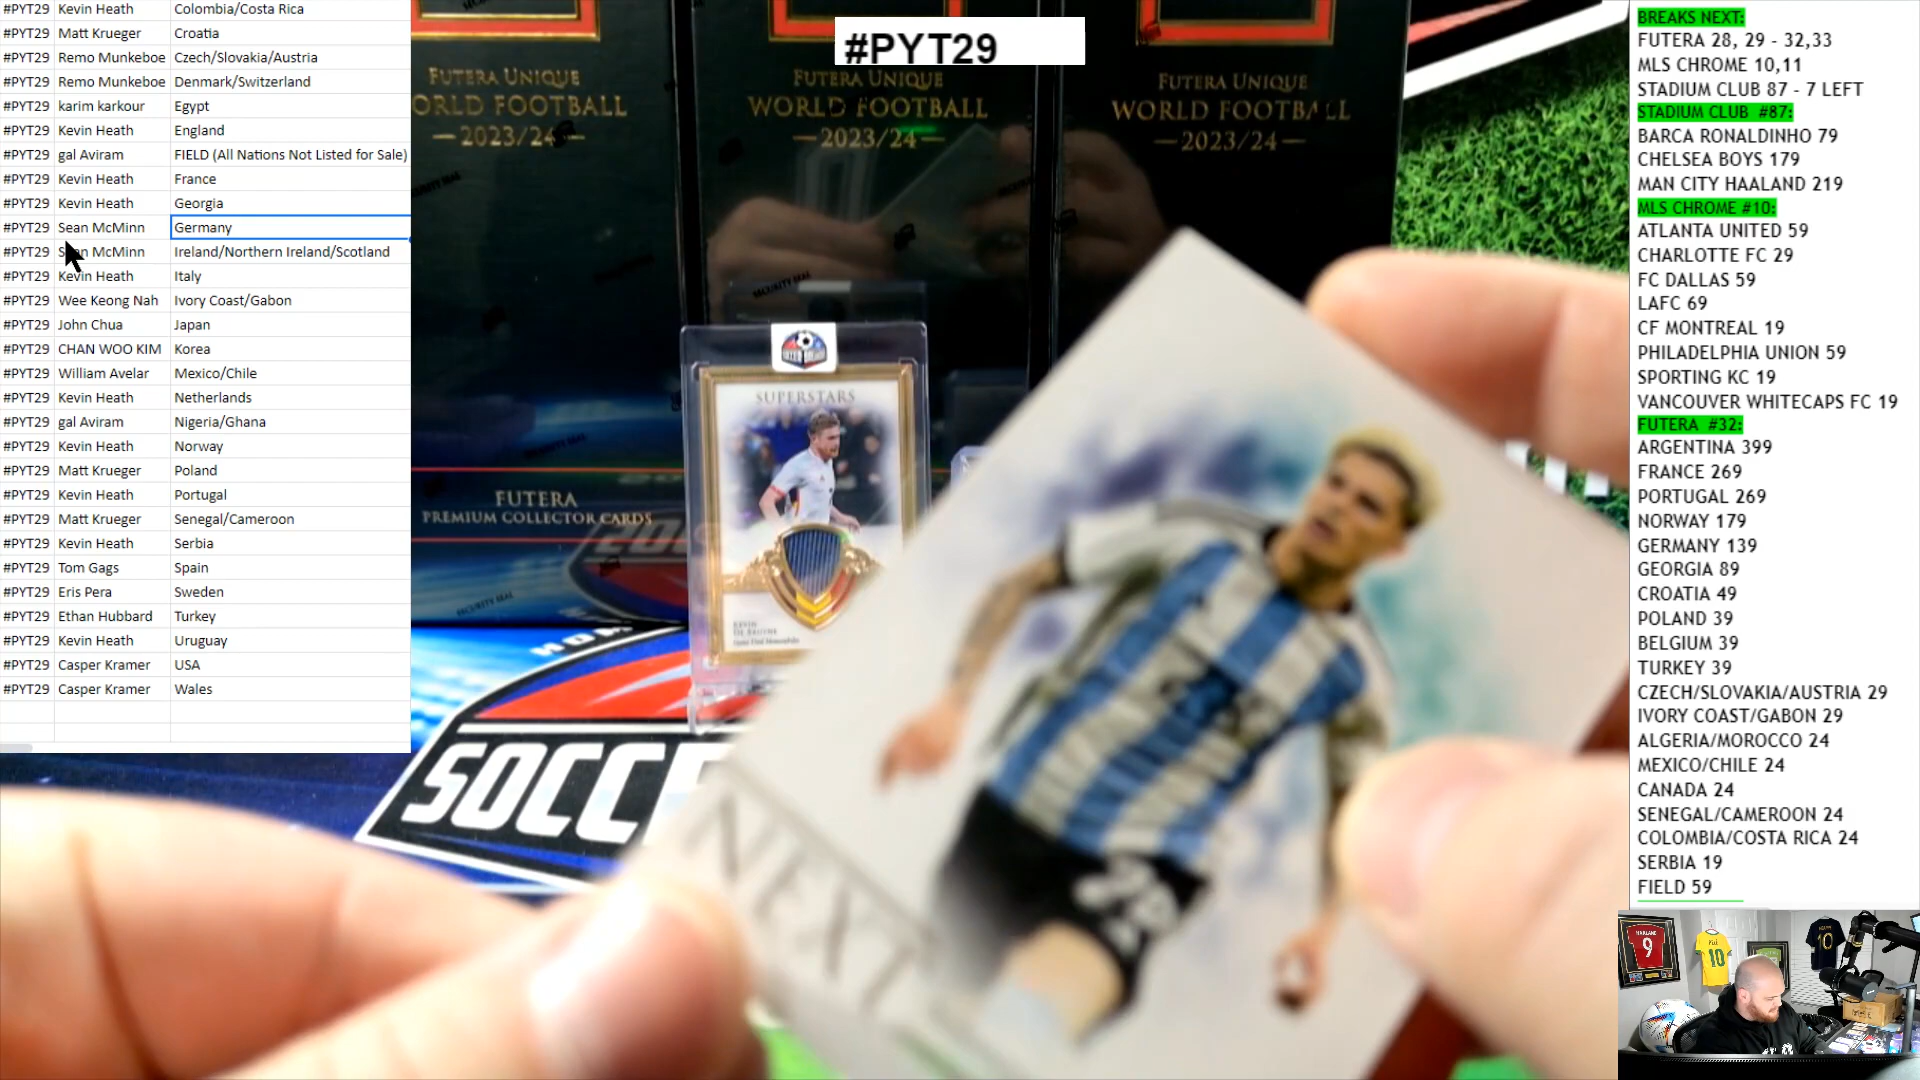 #PYT29 Kevin Heath Colombia/Costa Rica
#PYT29 Matt Krueger Croatia
#PYT29 Remo Munkeboe Czech/Slovakia/Austria
#PYT29 Remo Munkeboe Denmark/Switzerland
#PYT29 karim karkour Egypt
#PYT29 Kevin Heath England
#PYT29 gal Aviram FIELD (All Nations Not Listed for Sale)
#PYT29 Kevin Heath France
#PYT29 Kevin Heath Georgia
#PYT29 Sean McMinn Germany
#PYT29 Sean McMinn Ireland/Northern Ireland/Scotland
#PYT29 Kevin Heath Italy
#PYT29 Wee Keong Nah Ivory Coast/Gabon
#PYT29 John Chua Japan
#PYT29 CHAN WOO KIM Korea
#PYT29 William Avelar Mexico/Chile
#PYT29 Kevin Heath Netherlands
#PYT29 gal Aviram Nigeria/Ghana
#PYT29 Kevin Heath Norway
#PYT29 Matt Krueger Poland
#PYT29 Kevin Heath Portugal
#PYT29 Matt Krueger Senegal/Cameroon
#PYT29 Kevin Heath Serbia
#PYT29 Tom Gags Spain
#PYT29 Eris Pera Sweden
#PYT29 Ethan Hubbard Turkey
#PYT29 Kevin Heath Uruguay
#PYT29 Casper Kramer USA
#PYT29 Casper Kramer Wales
#PYT29
FUTERA UNIQUE
ORLD FOOTBALL
—2023/24—
FUTERA UNIQUE
WORLD FOOTBALL
—2023/24—
FUTERA UNIQUE
WORLD FOOTBALL
—2023/24—
FUTERA
PREMIUM COLLECTOR CARDS
SUPERSTARS
KEVIN
DE BRUYNE
SOCC
NEXT
BREAKS NEXT:
FUTERA 28, 29 - 32,33
MLS CHROME 10,11
STADIUM CLUB 87 - 7 LEFT
STADIUM CLUB #87:
BARCA RONALDINHO 79
CHELSEA BOYS 179
MAN CITY HAALAND 219
MLS CHROME #10:
ATLANTA UNITED 59
CHARLOTTE FC 29
FC DALLAS 59
LAFC 69
CF MONTREAL 19
PHILADELPHIA UNION 59
SPORTING KC 19
VANCOUVER WHITECAPS FC 19
FUTERA #32:
ARGENTINA 399
FRANCE 269
PORTUGAL 269
NORWAY 179
GERMANY 139
GEORGIA 89
CROATIA 49
POLAND 39
BELGIUM 39
TURKEY 39
CZECH/SLOVAKIA/AUSTRIA 29
IVORY COAST/GABON 29
ALGERIA/MOROCCO 24
MEXICO/CHILE 24
CANADA 24
SENEGAL/CAMEROON 24
COLOMBIA/COSTA RICA 24
SERBIA 19
FIELD 59
HAALAND
9
10
10